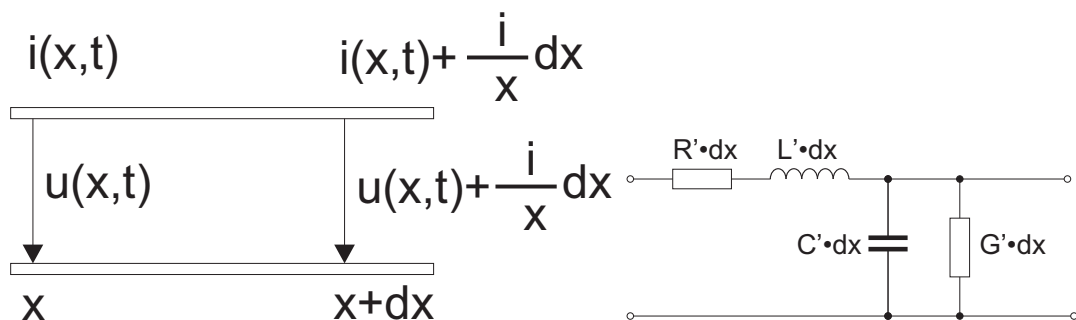 i(x,t)
i(x,t)+ i/x dx
u(x,t)
u(x,t)+ i/x dx
x
x+dx
R'•dx
L'•dx
C'•dx
G'•dx